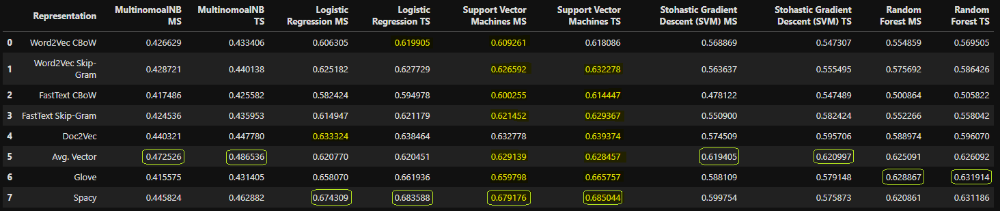 Representation MultinomoalNB MS MultinomoalNB TS Logistic Regression MS Logistic Regression TS Support Vector Machines MS Support Vector Machines TS Stohastic Gradient Descent (SVM) MS Stohastic Gradient Descent (SVM) TS Random Forest MS Random Forest TS
0 Word2Vec CBoW 0.426629 0.433406 0.606305 0.619905 0.609261 0.618086 0.568869 0.547307 0.554859 0.569505
1 Word2Vec Skip-Gram 0.428721 0.440138 0.625182 0.627729 0.626592 0.632278 0.563637 0.555495 0.575692 0.586426
2 FastText CBoW 0.417486 0.425582 0.582424 0.594978 0.600255 0.614447 0.478122 0.547489 0.500864 0.505822
3 FastText Skip-Gram 0.424536 0.435953 0.614947 0.621179 0.621452 0.629367 0.550900 0.582424 0.552266 0.558042
4 Doc2Vec 0.440321 0.447780 0.633324 0.638464 0.632778 0.639374 0.574509 0.595706 0.588974 0.596070
5 Avg. Vector 0.472526 0.486536 0.620770 0.620451 0.629139 0.628457 0.619405 0.620997 0.625091 0.626092
6 Glove 0.415575 0.431405 0.658070 0.661936 0.659798 0.665757 0.588109 0.579148 0.628867 0.631914
7 Spacy 0.445824 0.462882 0.674309 0.683588 0.679176 0.685044 0.599754 0.575873 0.620861 0.631186